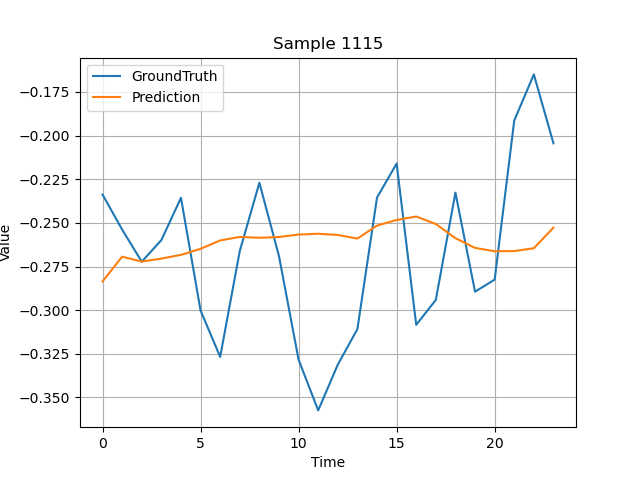 Sample 1115
GroundTruth
Prediction
−0.175
−0.200
−0.225
−0.250
−0.275
−0.300
−0.325
−0.350
Value
0 5 10 15 20
Time